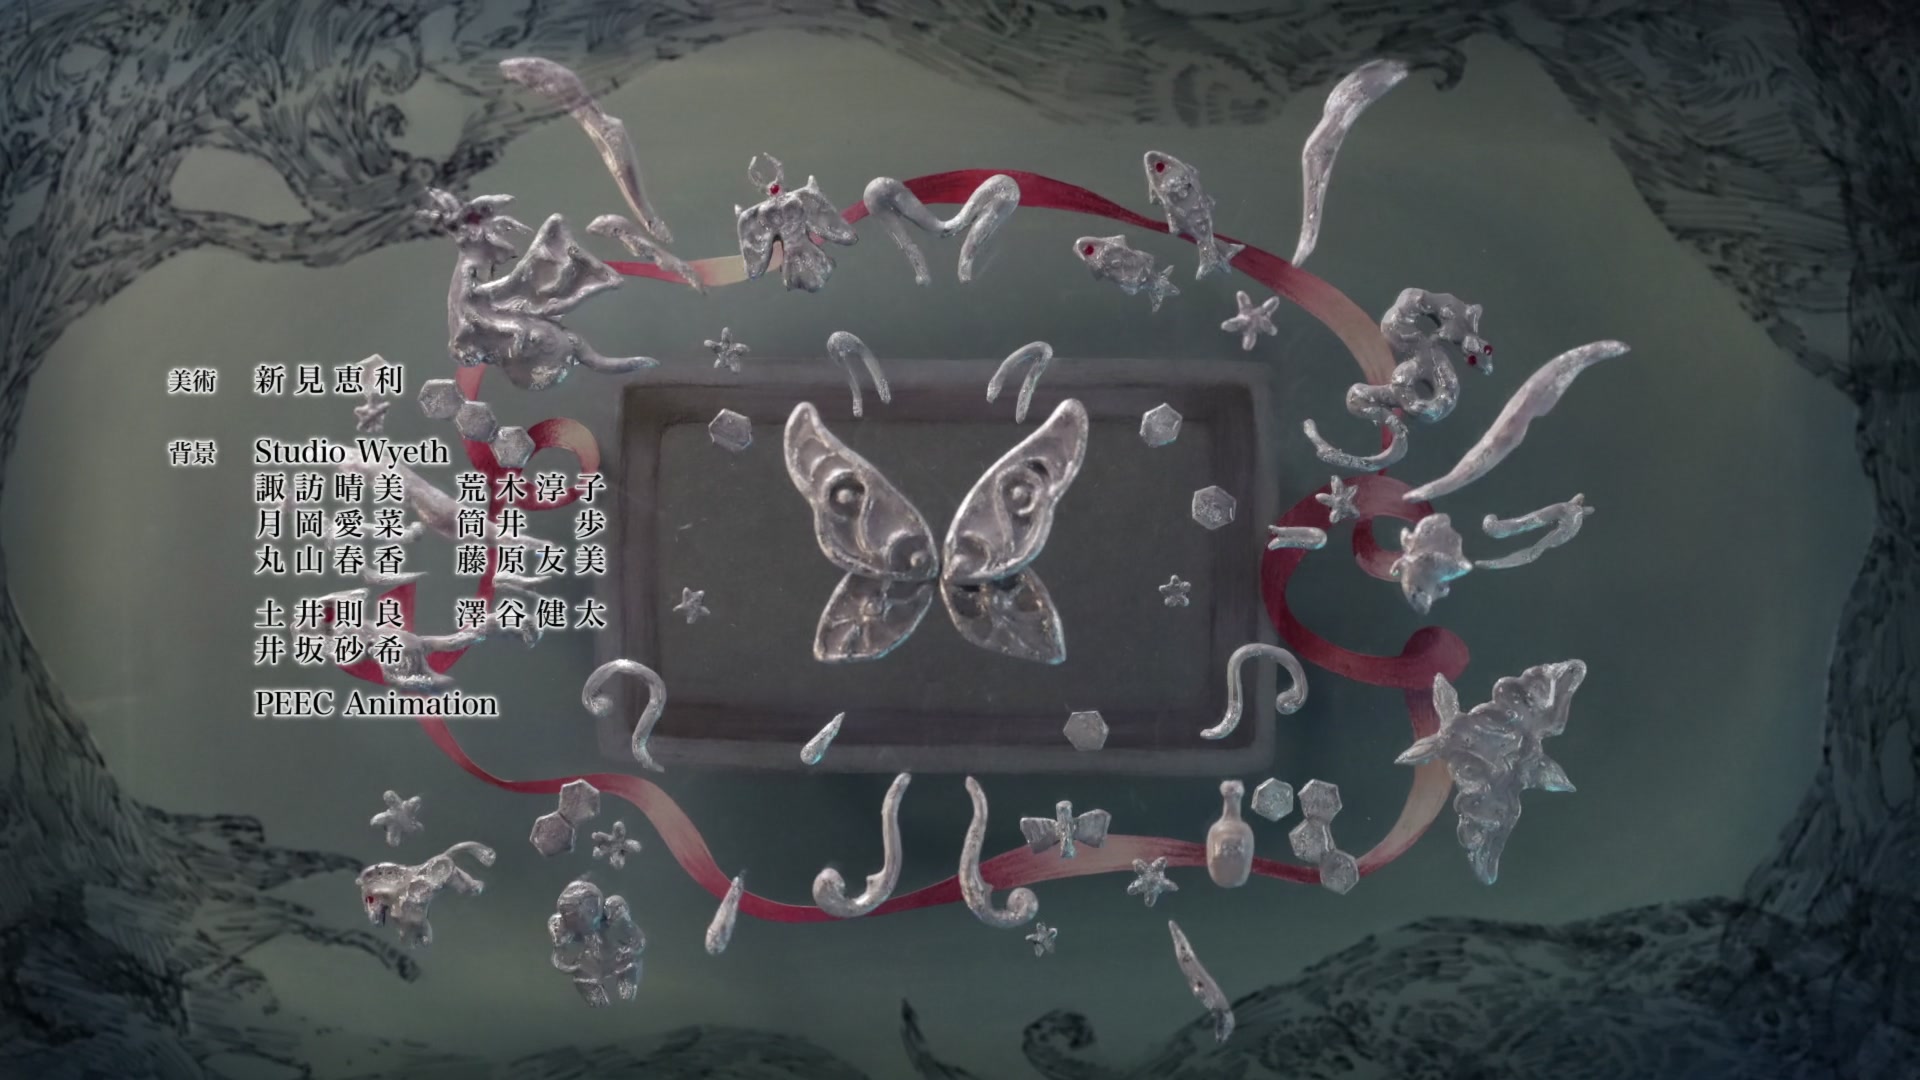 美術 新見恵利
背景 Studio Wyeth
諏訪晴美 荒木淳子
月岡愛菜 筒井 歩
丸山春香 藤原友美
土井則良 澤谷健太
井坂砂希
PEEC Animation